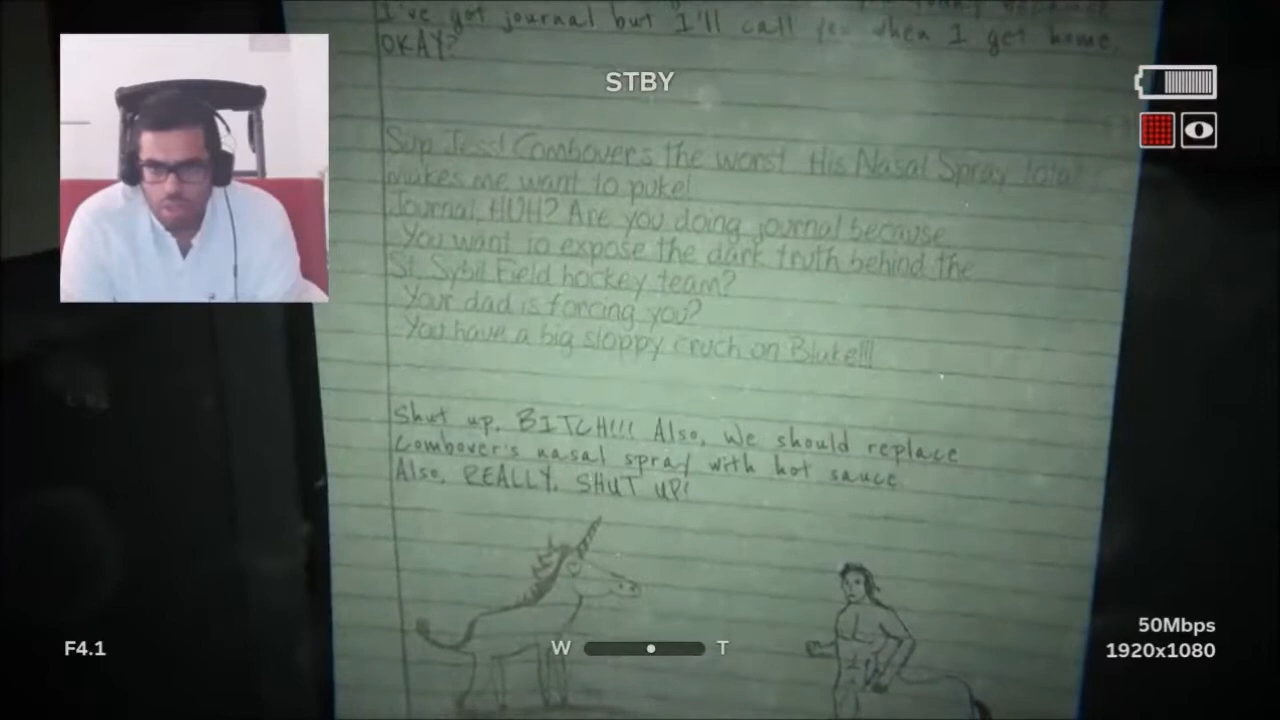 I've got journal but I'll call you when I get home.
OKAY?
STBY
Sup Jess! Combover's the worst. His Nasal Spray total
makes me want to puke!
Journal, HUH? Are you doing journal because
You want to expose the dark truth behind the
St. Sybil Field hockey team?
Your dad is forcing you?
You have a big sloppy cruch on Blake!!!
Shut up, BITCH!!! Also, we should replace
Combover's nasal spray with hot sauce.
Also, REALLY. SHUT UP!
F4.1
W T
50Mbps
1920x1080